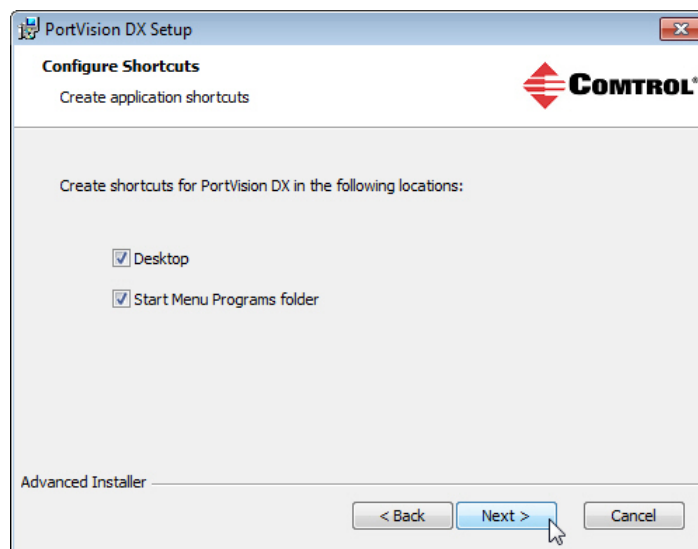 PortVision DX Setup
Configure Shortcuts
Create application shortcuts
COMTROL®
Create shortcuts for PortVision DX in the following locations:
Desktop
Start Menu Programs folder
Advanced Installer
< Back
Next >
Cancel